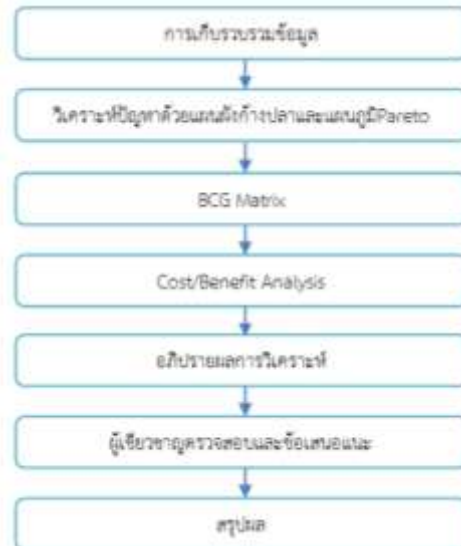 การเก็บรวบรวมข้อมูล
วิเคราะห์ปัญหาด้วยแผนผังก้างปลาและแผนภูมิPareto
BCG Matrix
Cost/Benefit Analysis
อภิปรายผลการวิเคราะห์
ผู้เชี่ยวชาญตรวจสอบและข้อเสนอแนะ
สรุปผล